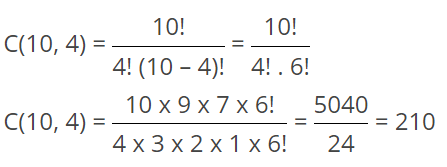 C(10, 4) = 10! / 4! (10 – 4)! = 10! / 4! . 6!
C(10, 4) = 10 x 9 x 7 x 6! / 4 x 3 x 2 x 1 x 6! = 5040 / 24 = 210